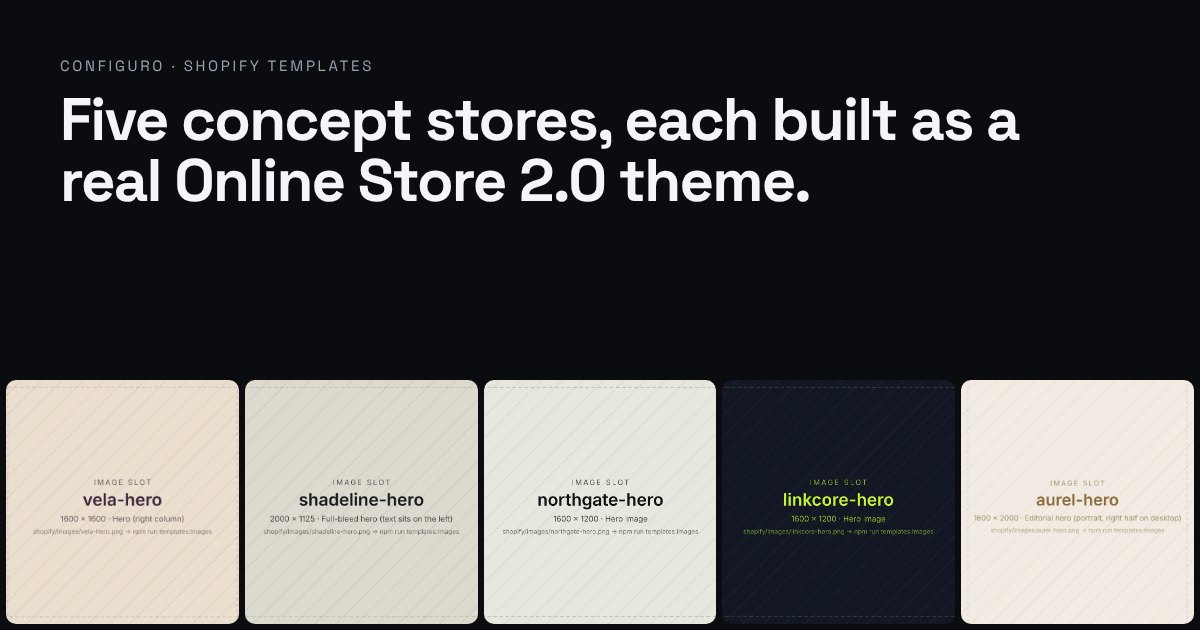 CONFIGURO · SHOPIFY TEMPLATES
Five concept stores, each built as a
real Online Store 2.0 theme.
IMAGE SLOT
vela-hero
1600 × 1600 · Hero (right column)
shopify/images/vela-hero.png → npm run templates:images
IMAGE SLOT
shadeline-hero
2000 × 1125 · Full-bleed hero (text sits on the left)
shopify/images/shadeline-hero.png → npm run templates:images
IMAGE SLOT
northgate-hero
1600 × 1200 · Hero image
shopify/images/northgate-hero.png → npm run templates:images
IMAGE SLOT
linkcore-hero
1600 × 1200 · Hero image
shopify/images/linkcore-hero.png → npm run templates:images
IMAGE SLOT
aurel-hero
1600 × 2000 · Editorial hero (portrait, right half on desktop)
shopify/images/aurel-hero.png → npm run templates:images